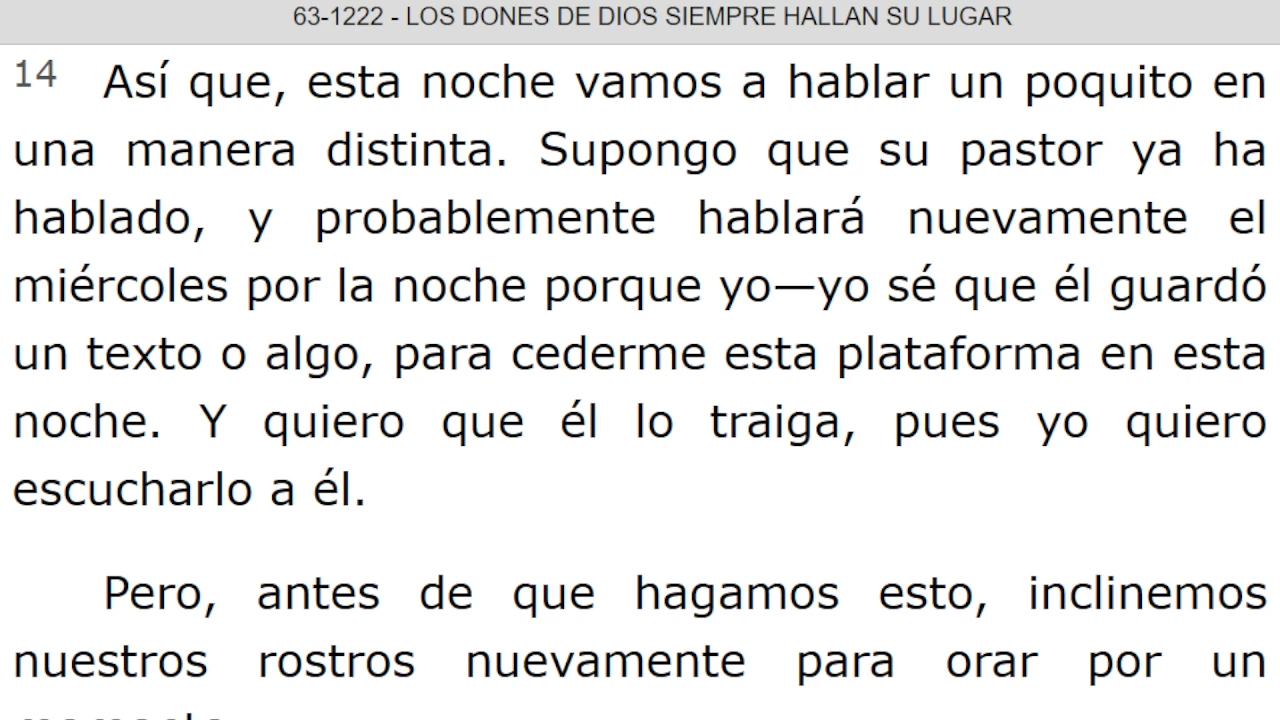 63-1222 - LOS DONES DE DIOS SIEMPRE HALLAN SU LUGAR
14 Así que, esta noche vamos a hablar un poquito en
una manera distinta. Supongo que su pastor ya ha
hablado, y probablemente hablará nuevamente el
miércoles por la noche porque yo—yo sé que él guardó
un texto o algo, para cederme esta plataforma en esta
noche. Y quiero que él lo traiga, pues yo quiero
escucharlo a él.
Pero, antes de que hagamos esto, inclinemos
nuestros rostros nuevamente para orar por un